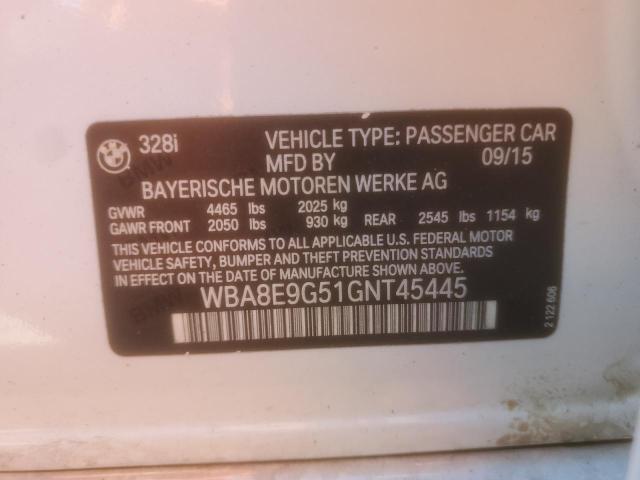 328i VEHICLE TYPE: PASSENGER CAR
MFD BY 09/15
BAYERISCHE MOTOREN WERKE AG
GVWR 4465 lbs 2025 kg
GAWR FRONT 2050 lbs 930 kg REAR 2545 lbs 1154 kg
THIS VEHICLE CONFORMS TO ALL APPLICABLE U.S. FEDERAL MOTOR
VEHICLE SAFETY, BUMPER AND THEFT PREVENTION STANDARDS
IN EFFECT ON THE DATE OF MANUFACTURE SHOWN ABOVE.
WBA8E9G51GNT45445
2 122 606
BMW
BMW